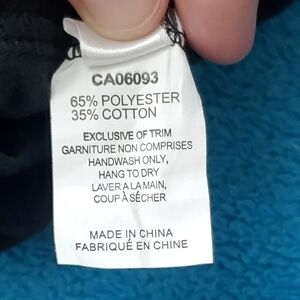 CA06093
65% POLYESTER
35% COTTON
EXCLUSIVE OF TRIM
GARNITURE NON COMPRISES
HANDWASH ONLY,
HANG TO DRY
LAVER A LA MAIN,
COUP À SÉCHER
MADE IN CHINA
FABRIQUÉ EN CHINE